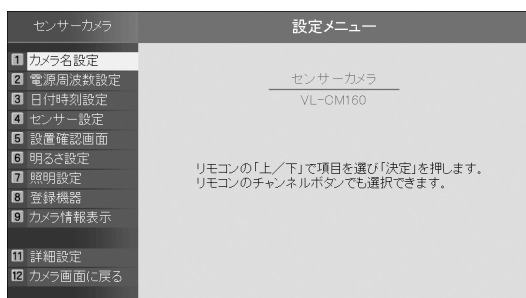 センサーカメラ
設定メニュー
1 カメラ名設定
2 電源周波数設定
3 日付時刻設定
4 センサー設定
5 設置確認画面
6 明るさ設定
7 照明設定
8 登録機器
9 カメラ情報表示
11 詳細設定
12 カメラ画面に戻る
センサーカメラ
VL-CM160
リモコンの「上/下」で項目を選び「決定」を押します。
リモコンのチャンネルボタンでも選択できます。